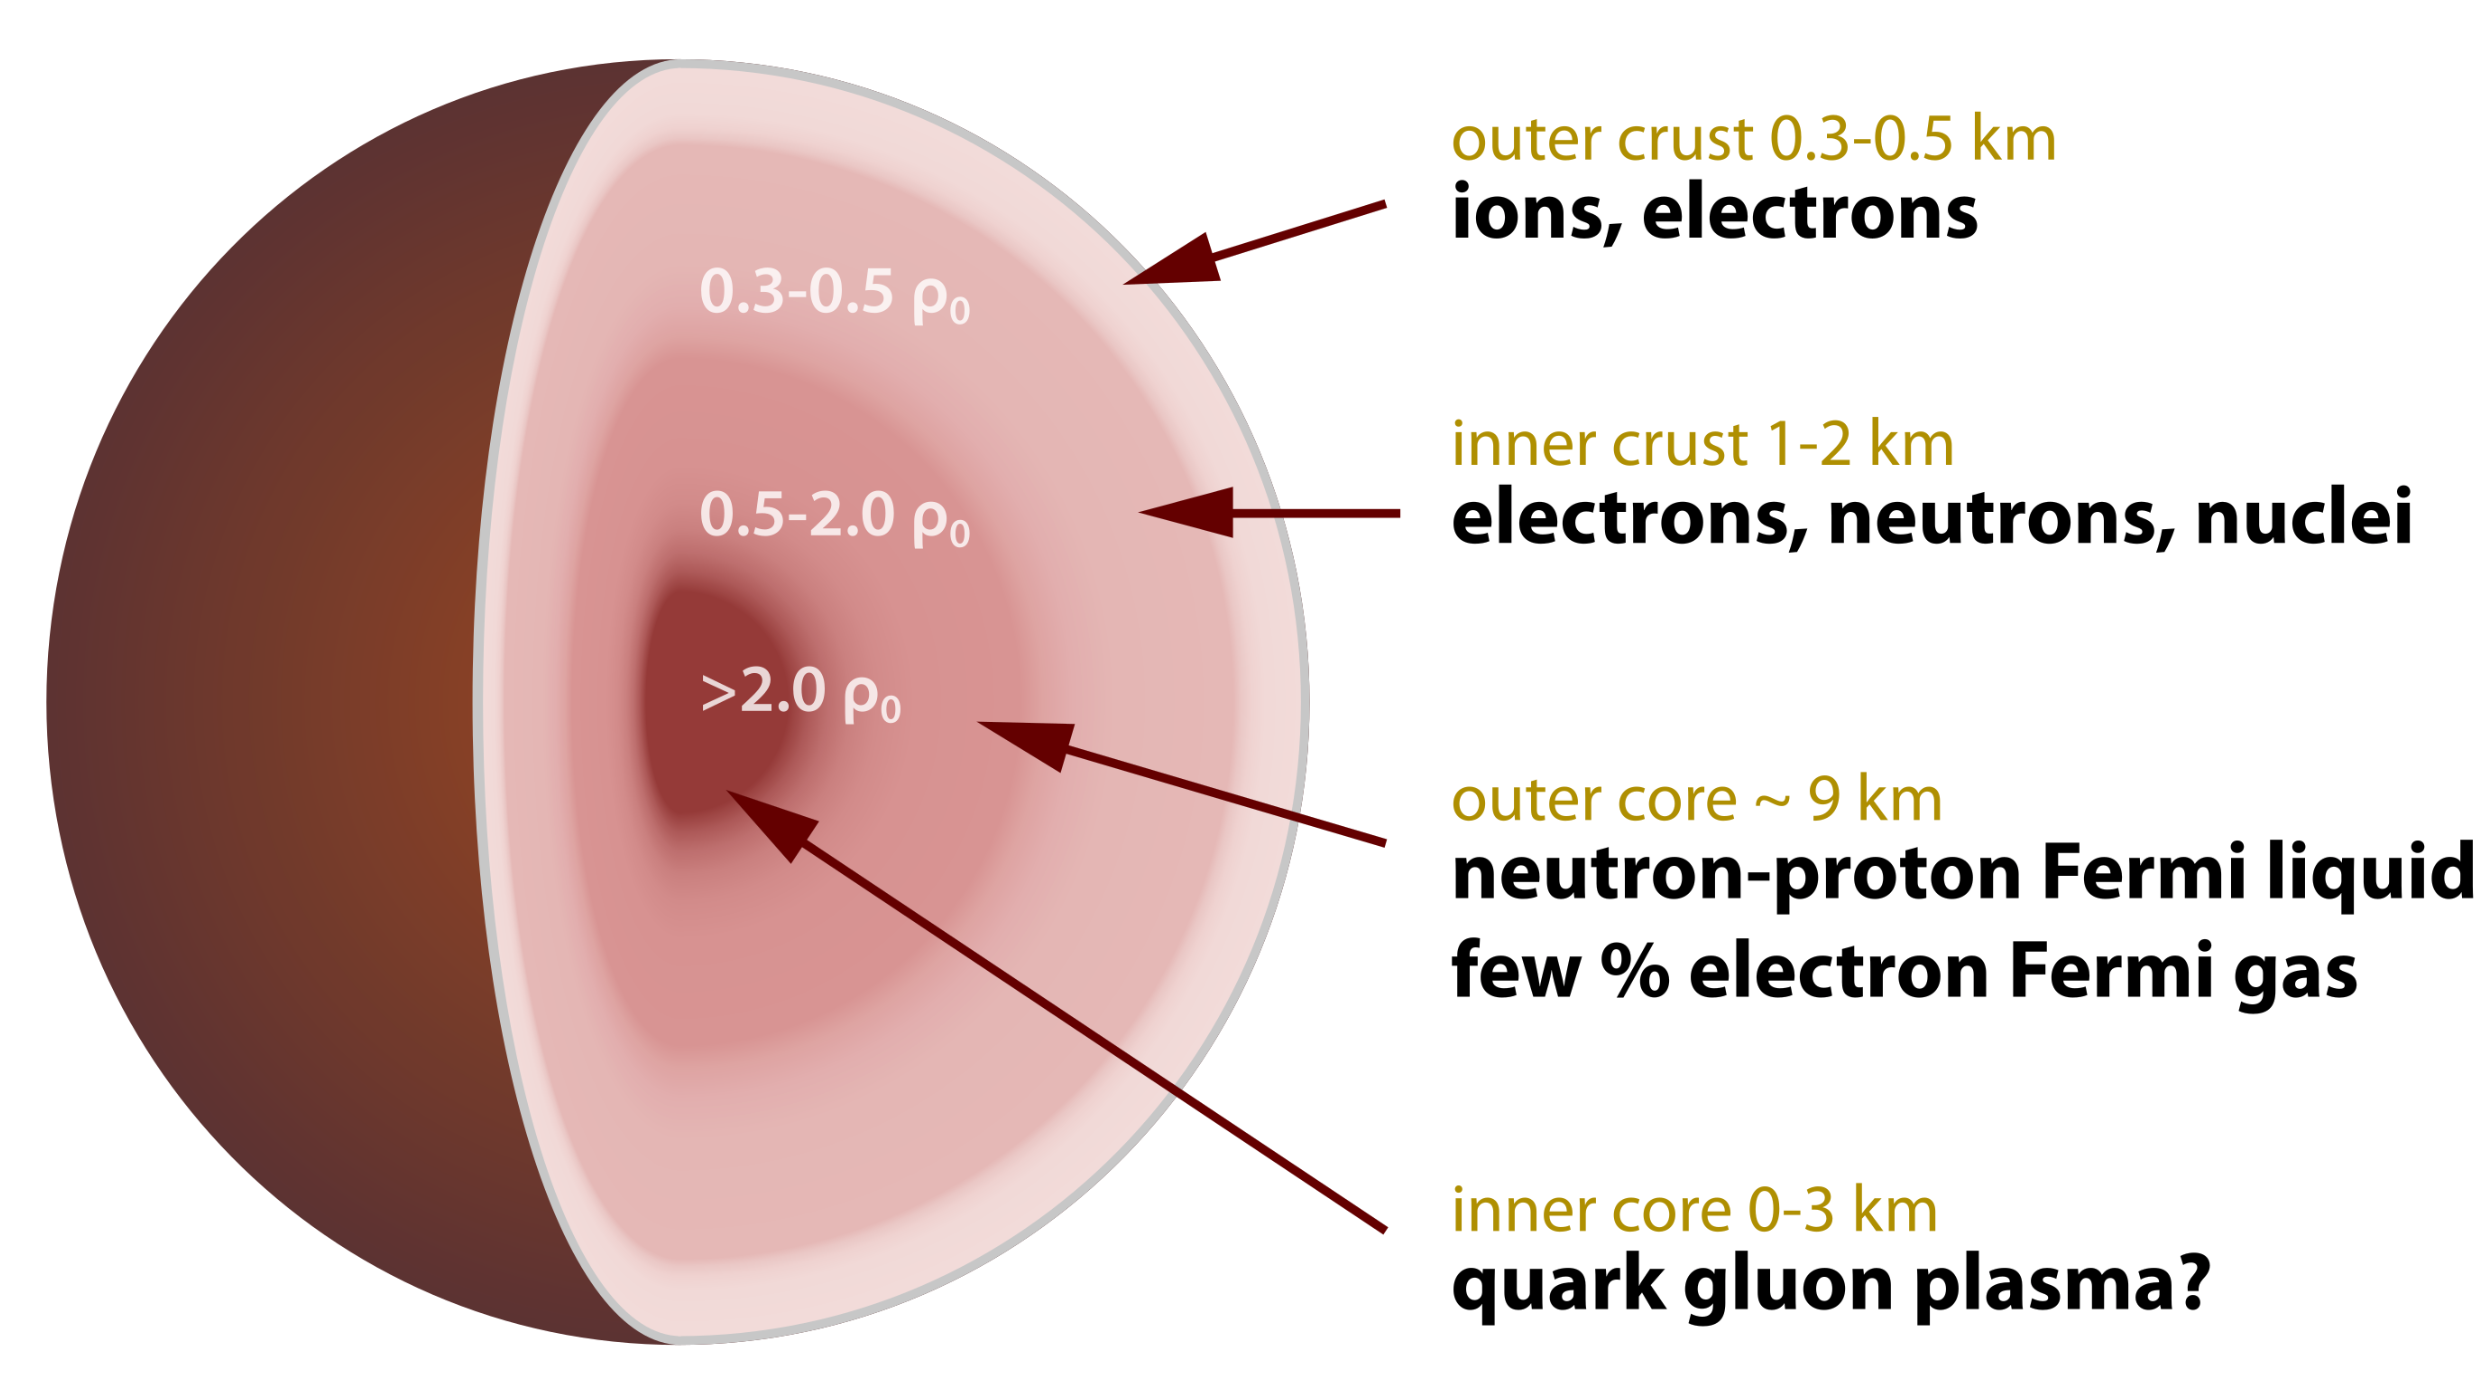 outer crust 0.3-0.5 km
ions, electrons
0.3-0.5 ρ₀
inner crust 1-2 km
electrons, neutrons, nuclei
0.5-2.0 ρ₀
>2.0 ρ₀
outer core ~ 9 km
neutron-proton Fermi liquid
few % electron Fermi gas
inner core 0-3 km
quark gluon plasma?